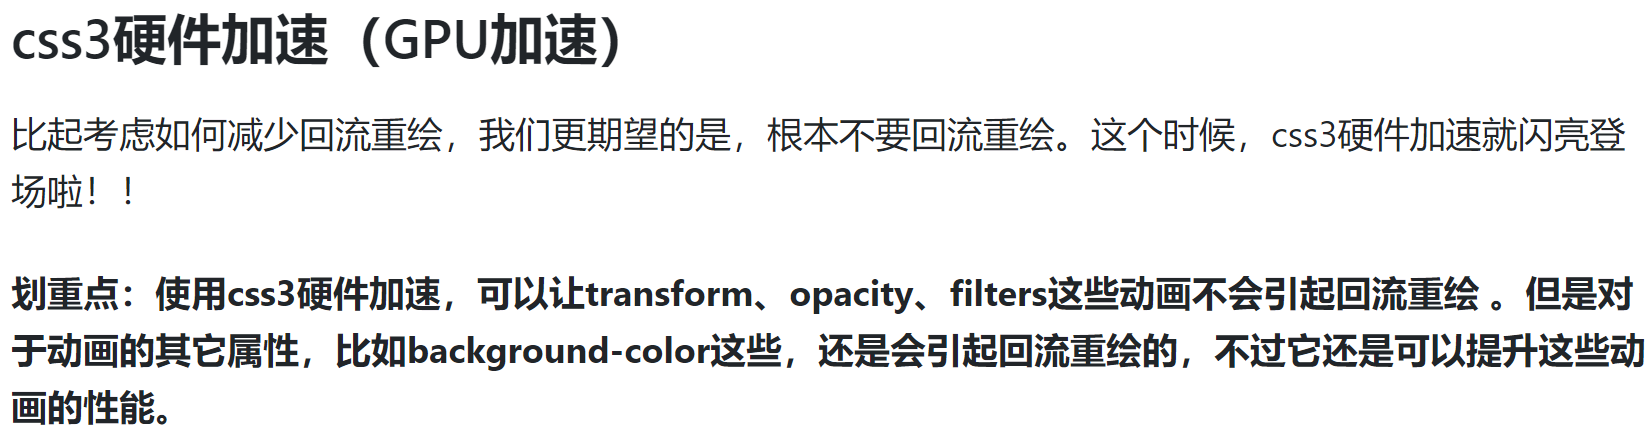 css3硬件加速（GPU加速）
比起考虑如何减少回流重绘，我们更期望的是，根本不要回流重绘。这个时候，css3硬件加速就闪亮登
场啦！！
划重点：使用css3硬件加速，可以让transform、opacity、filters这些动画不会引起回流重绘 。但是对
于动画的其它属性，比如background-color这些，还是会引起回流重绘的，不过它还是可以提升这些动
画的性能。